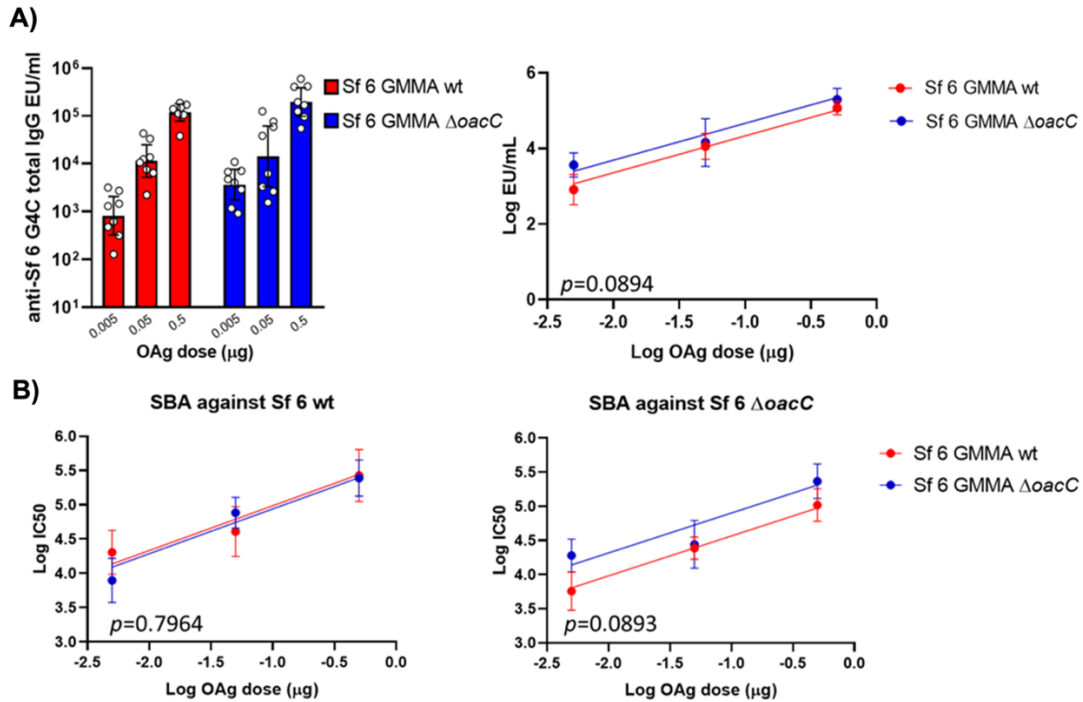 A)
anti-Sf 6 G4C total IgG EU/ml
10⁶
10⁵
10⁴
10³
10²
10¹
0.005
0.05
0.5
0.005
0.05
0.5
OAg dose (µg)
Sf 6 GMMA wt
Sf 6 GMMA ΔoacC
Log EU/mL
6
4
2
0
p=0.0894
-2.5
-2.0
-1.5
-1.0
-0.5
0.0
Log OAg dose (µg)
Sf 6 GMMA wt
Sf 6 GMMA ΔoacC
B)
SBA against Sf 6 wt
Log IC50
6.0
5.5
5.0
4.5
4.0
3.5
3.0
p=0.7964
-2.5
-2.0
-1.5
-1.0
-0.5
0.0
Log OAg dose (µg)
SBA against Sf 6 ΔoacC
Log IC50
6.0
5.5
5.0
4.5
4.0
3.5
3.0
p=0.0893
-2.5
-2.0
-1.5
-1.0
-0.5
0.0
Log OAg dose (µg)
Sf 6 GMMA wt
Sf 6 GMMA ΔoacC